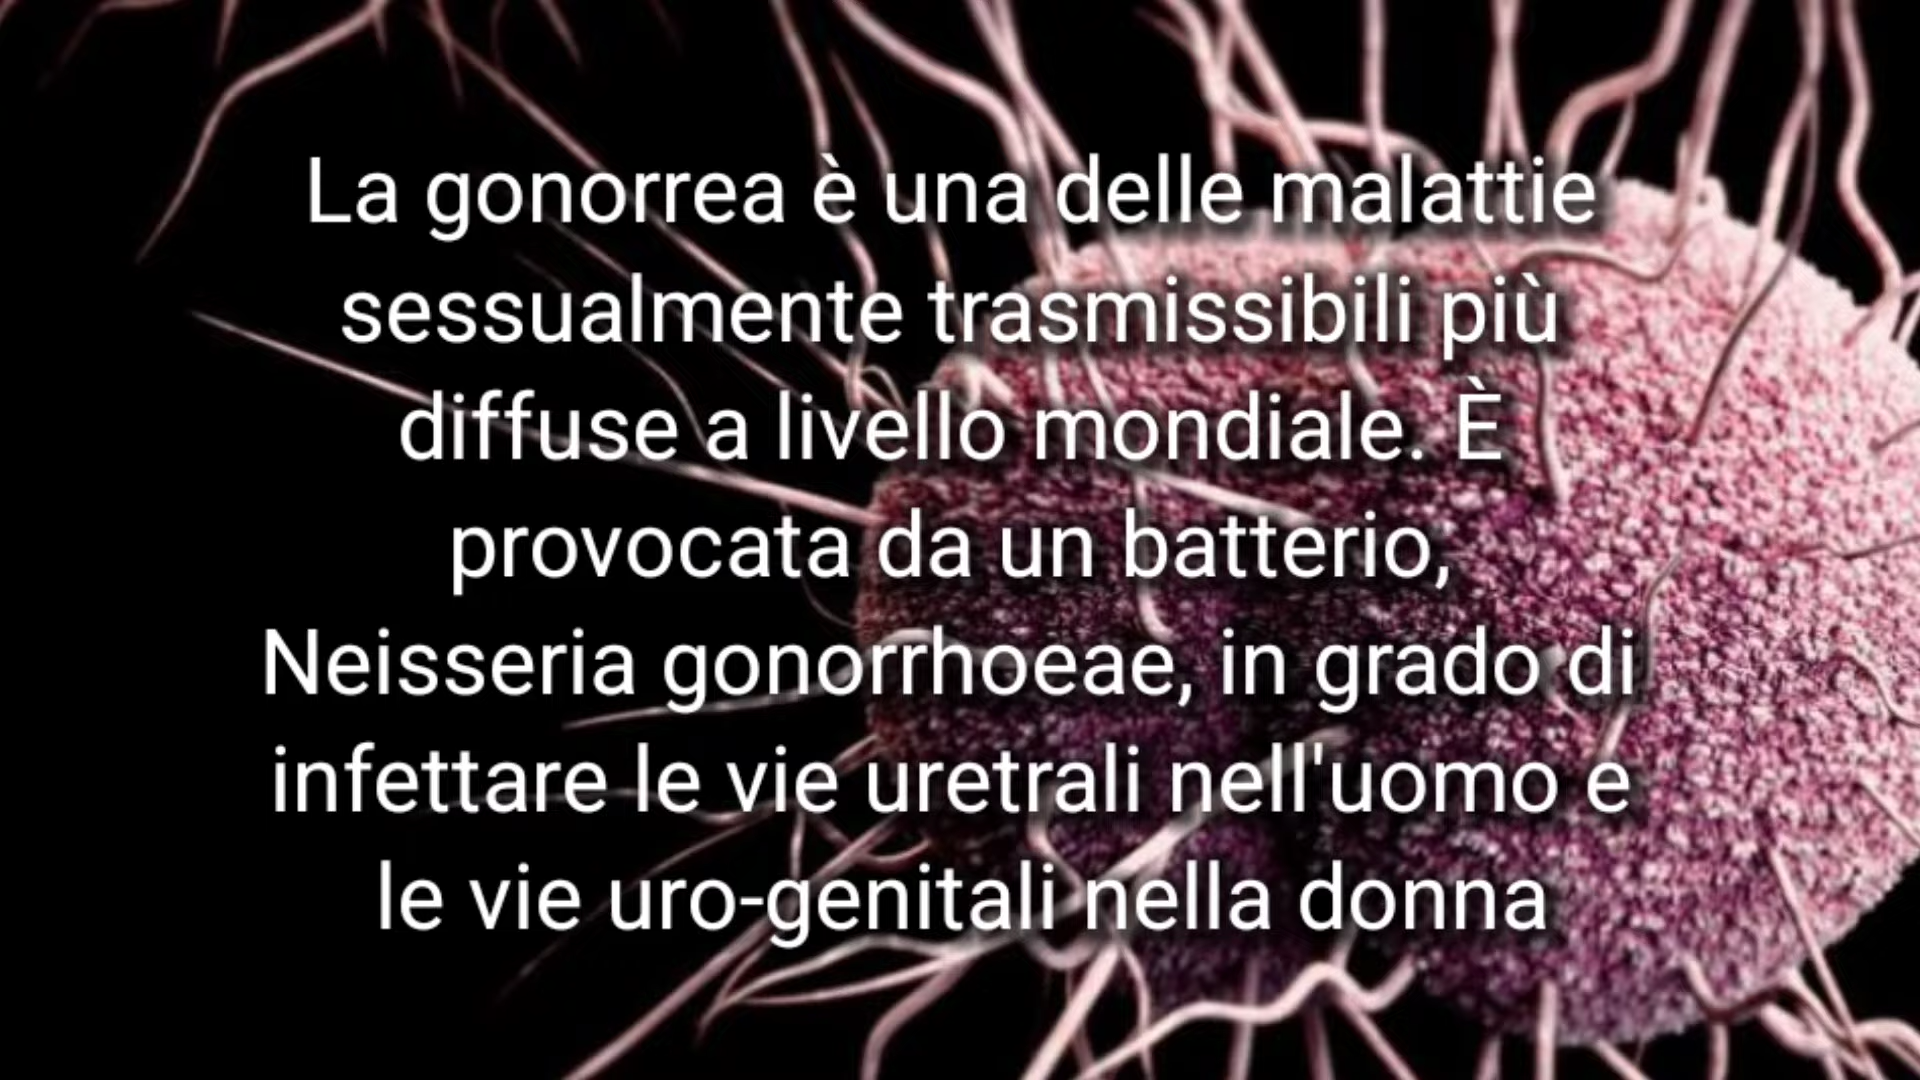 La gonorrea è una delle malattie
sessualmente trasmissibili più
diffuse a livello mondiale. È
provocata da un batterio,
Neisseria gonorrhoeae, in grado di
infettare le vie uretrali nell'uomo e
le vie uro-genitali nella donna